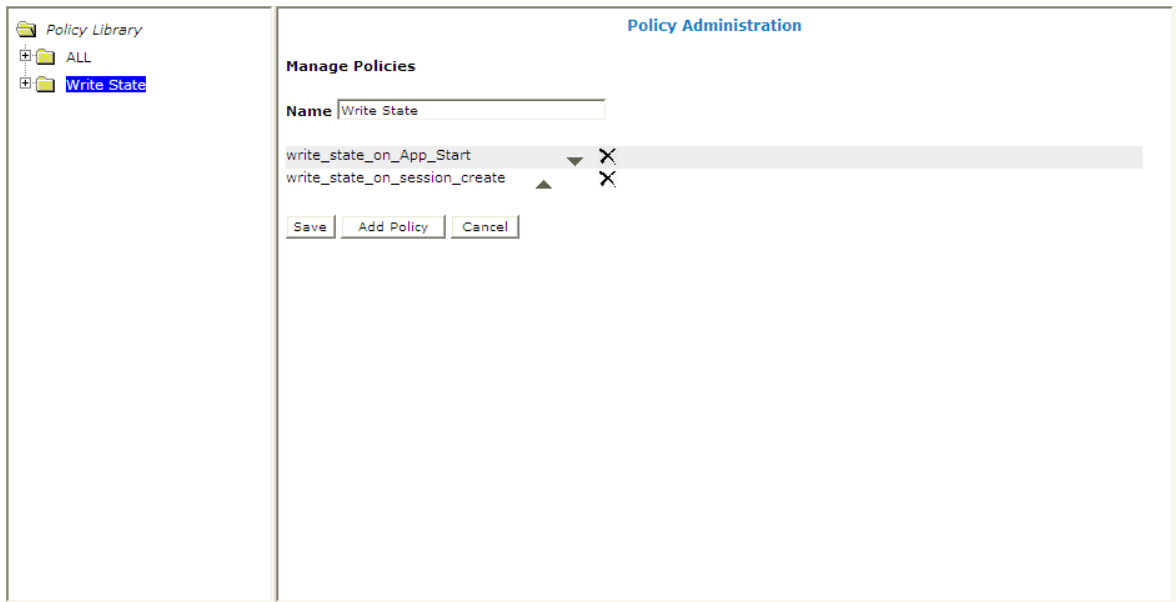 Policy Library
ALL
Write State
Policy Administration
Manage Policies
Name Write State
write_state_on_App_Start
write_state_on_session_create
Save Add Policy Cancel